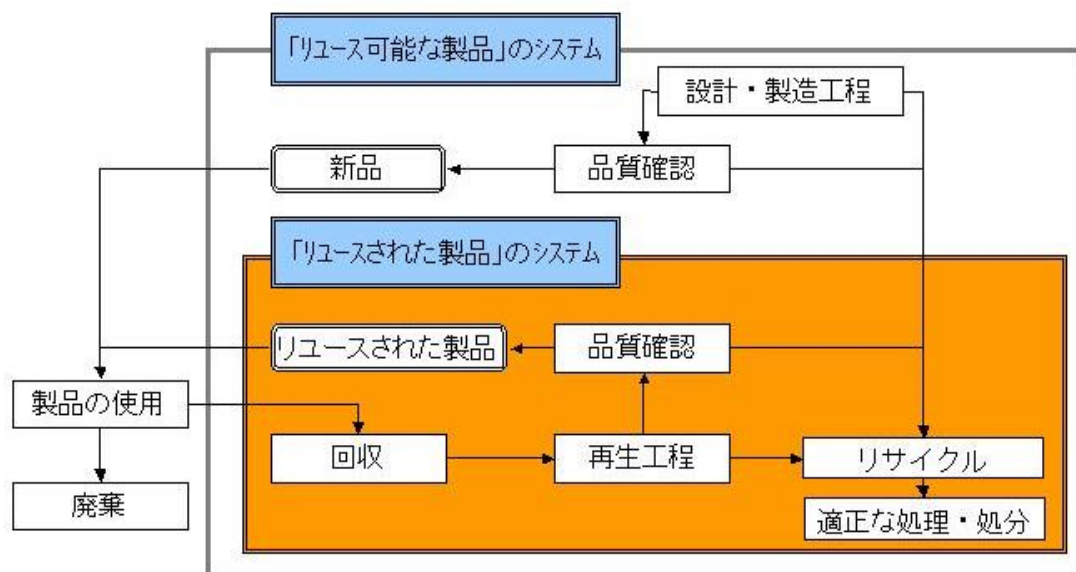 「リユース可能な製品」のシステム
設計・製造工程
新品
品質確認
「リユースされた製品」のシステム
リユースされた製品
品質確認
製品の使用
回収
再生工程
リサイクル
廃棄
適正な処理・処分